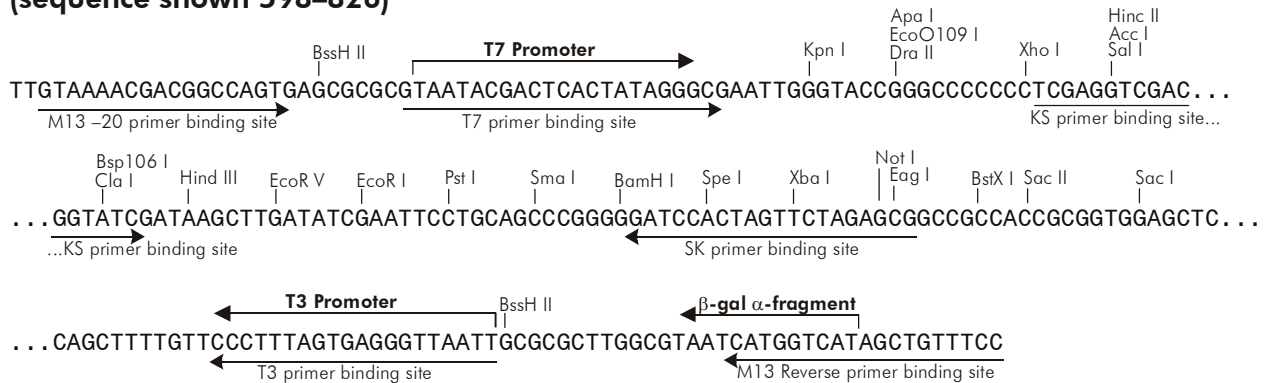 (sequence shown 598–826)
Apa I Hinc II
EcoO109 I Acc I
BssH II T7 Promoter Kpn I Dra II Xho I Sal I
TTGTAAAACGACGGCCAGTGAGCGCGCGTAATACGACTCACTATAGGGCGAATTGGGTACCGGGCCCCCCCTCGAGGTCGAC...
M13 –20 primer binding site T7 primer binding site KS primer binding site...
Bsp106 I Not I
Cla I Hind III EcoR V EcoR I Pst I Sma I BamH I Spe I Xba I Eag I BstX I Sac II Sac I
...GGTATCGATAAGCTTGATATCGAATTCCTGCAGCCCGGGGGATCCACTAGTTCTAGAGCGGCCGCCACCGCGGTGGAGCTC...
...KS primer binding site SK primer binding site
T3 Promoter BssH II β-gal α-fragment
...CAGCTTTTGTTCCCTTTAGTGAGGGTTAATTGCGCGCTTGGCGTAATCATGGTCATAGCTGTTTCC
T3 primer binding site M13 Reverse primer binding site